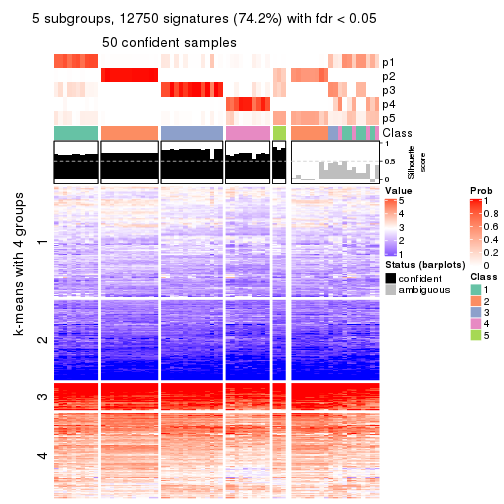 5 subgroups, 12750 signatures (74.2%) with fdr < 0.05
50 confident samples
p1
p2
p3
p4
p5
Class
1
0.5
0
Silhouette
score
k-means with 4 groups
1
2
3
4
Value
5
4
3
2
1
Status (barplots)
confident
ambiguous
Prob
1
0.8
0.6
0.4
0.2
0
Class
1
2
3
4
5